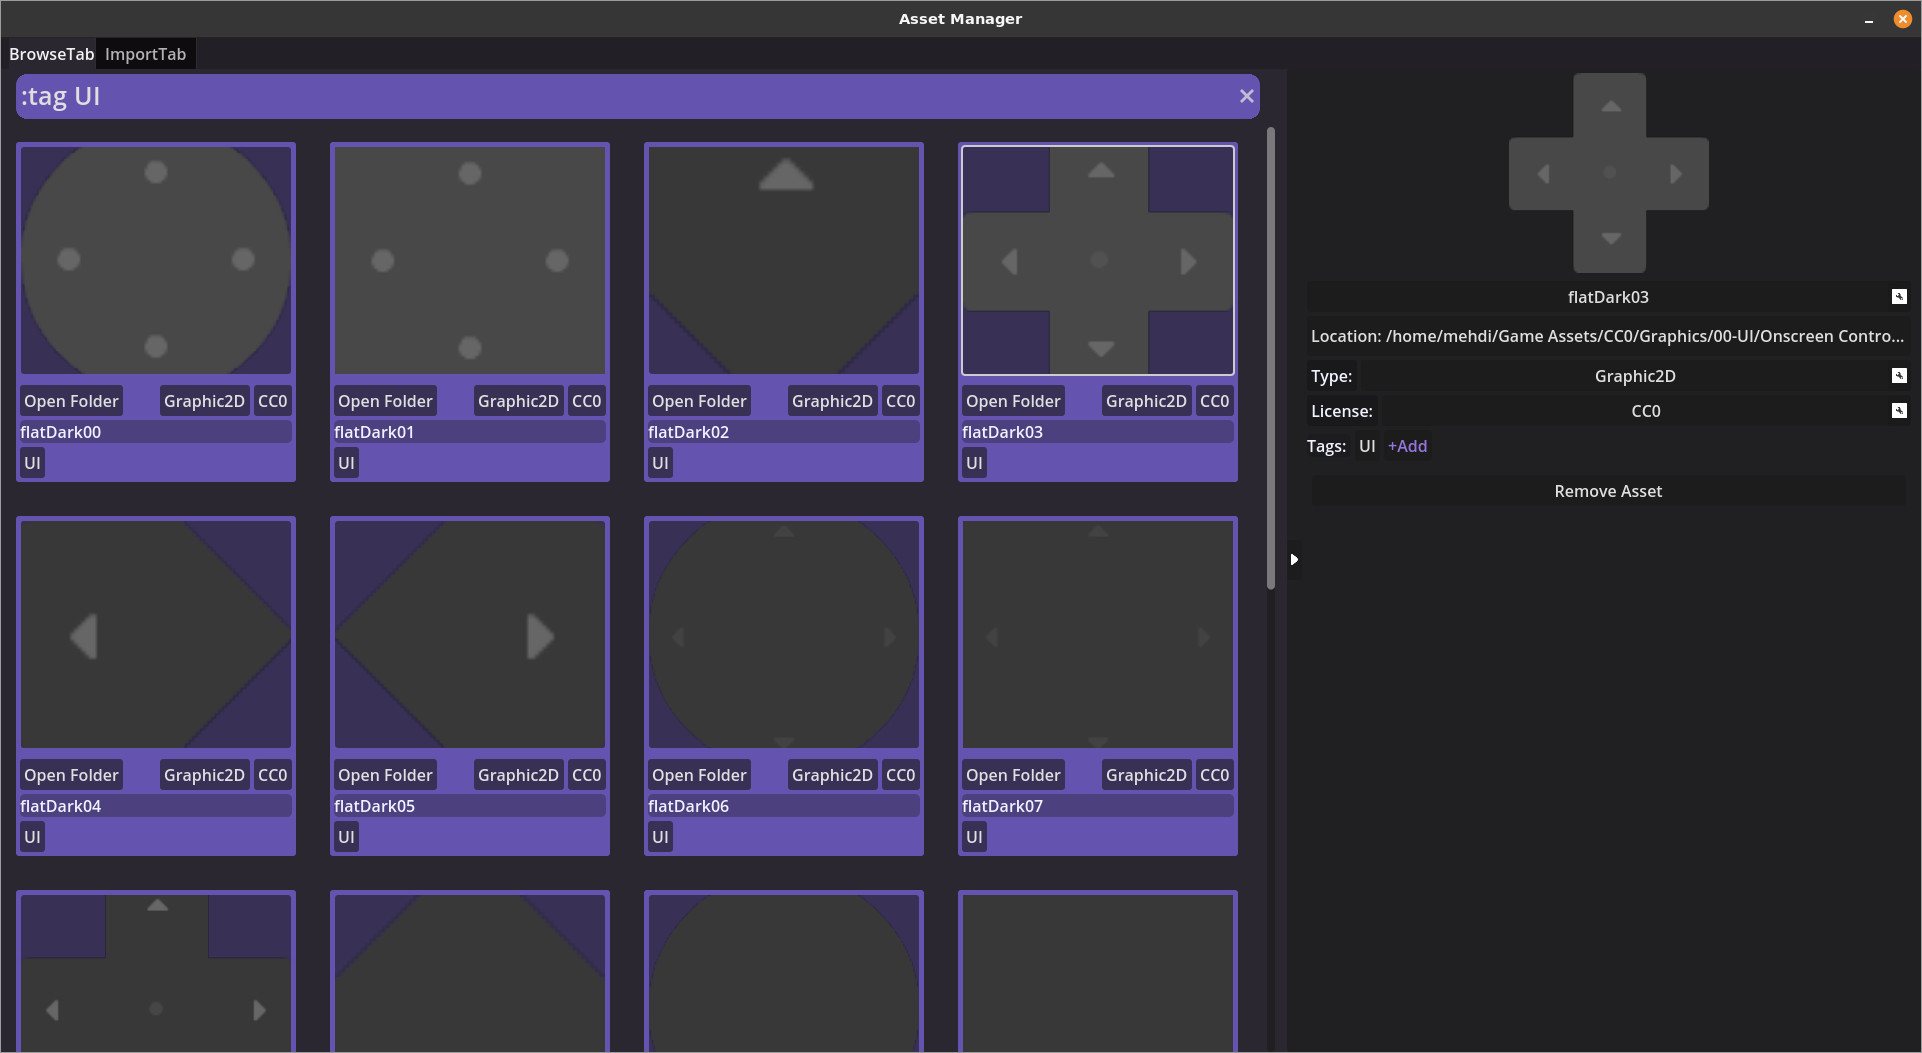 Asset Manager
BrowseTab ImportTab
:tag UI
Open Folder Graphic2D CC0
flatDark00
UI
Open Folder Graphic2D CC0
flatDark01
UI
Open Folder Graphic2D CC0
flatDark02
UI
Open Folder Graphic2D CC0
flatDark03
UI
Open Folder Graphic2D CC0
flatDark04
UI
Open Folder Graphic2D CC0
flatDark05
UI
Open Folder Graphic2D CC0
flatDark06
UI
Open Folder Graphic2D CC0
flatDark07
UI
flatDark03
Location: /home/mehdi/Game Assets/CC0/Graphics/00-UI/Onscreen Contro...
Type: Graphic2D
License: CC0
Tags: UI +Add
Remove Asset